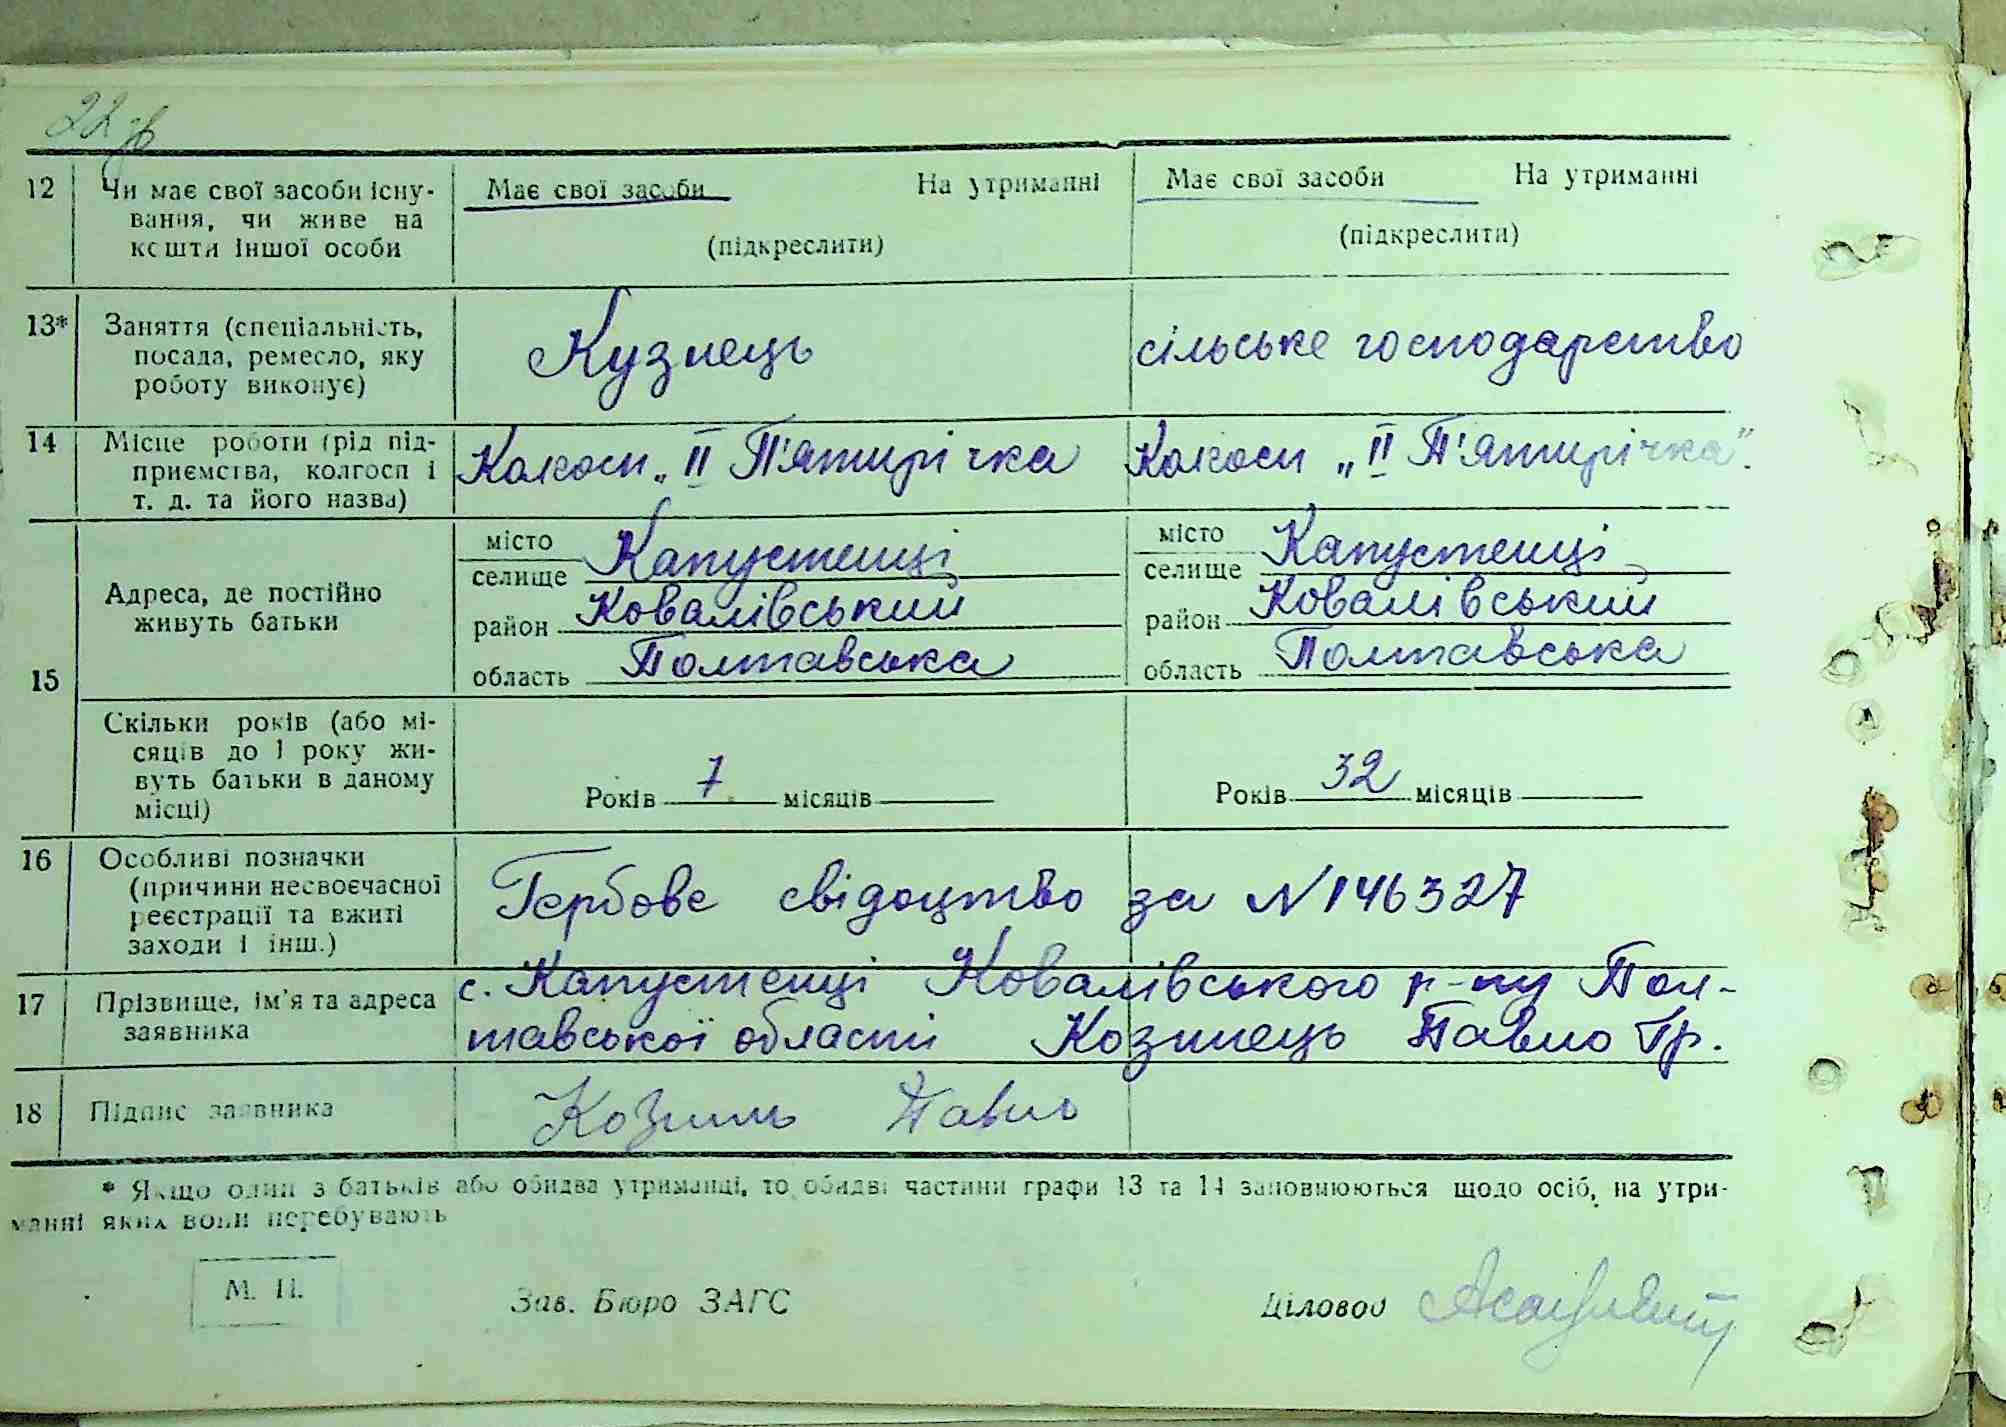 22
12 Чи має свої засоби існу- Має свої засоби На утриманні Має свої засоби На утриманні
вання, чи живе на
кошти іншої особи (підкреслити) (підкреслити)
13* Заняття (спеціальність,
посада, ремесло, яку Кузнець сільське господарство
роботу виконує)
14 Місце роботи (рід під-
приємства, колгосп і Колгосп „II П'ятирічка Колгосп „II П'ятирічка".
т. д. та його назва)
15 Адреса, де постійно
живуть батьки
місто Капустенці місто Капустенці
селище селище
район Ковалівський район Ковалівський
область Полтавська область Полтавська
Скільки років (або мі-
сяців до 1 року жи-
вуть батьки в даному Років 7 місяців Років 32 місяців
місці)
16 Особливі позначки
(причини несвоєчасної Гербове свідоцтво за N 146327
реєстрації та вжиті
заходи і інш.)
17 Прізвище, ім'я та адреса с. Капустенці Ковалівського р-ну Пол-
заявника тавської області Козинець Павло Гр.
18 Підпис заявника Павло
* Якщо один з батьків або обидва утриманці, то обидві частини графи 13 та 14 заповнюються щодо осіб, на утри-
манні яких вони перебувають
М. П. Зав. Бюро ЗАГС Діловод